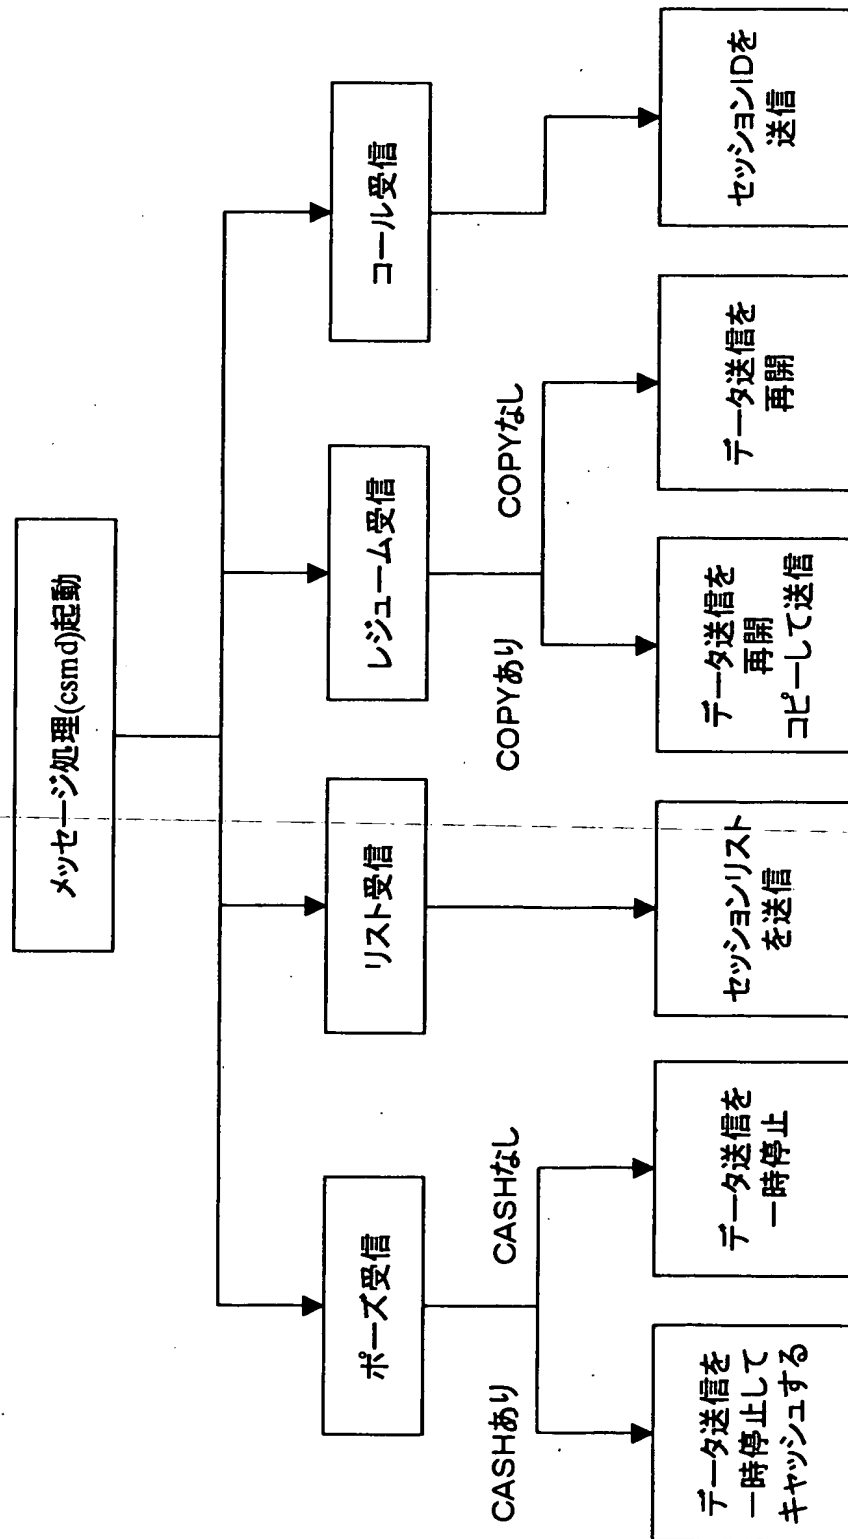 メッセージ処理(csmd)起動
ポーズ受信
リスト受信
レジューム受信
コール受信
CASHあり
CASHなし
COPYあり
COPYなし
データ送信を
一時停止して
キャッシュする
データ送信を
一時停止
セッションリスト
を送信
データ送信を
再開
コピーして送信
データ送信を
再開
セッションIDを
送信